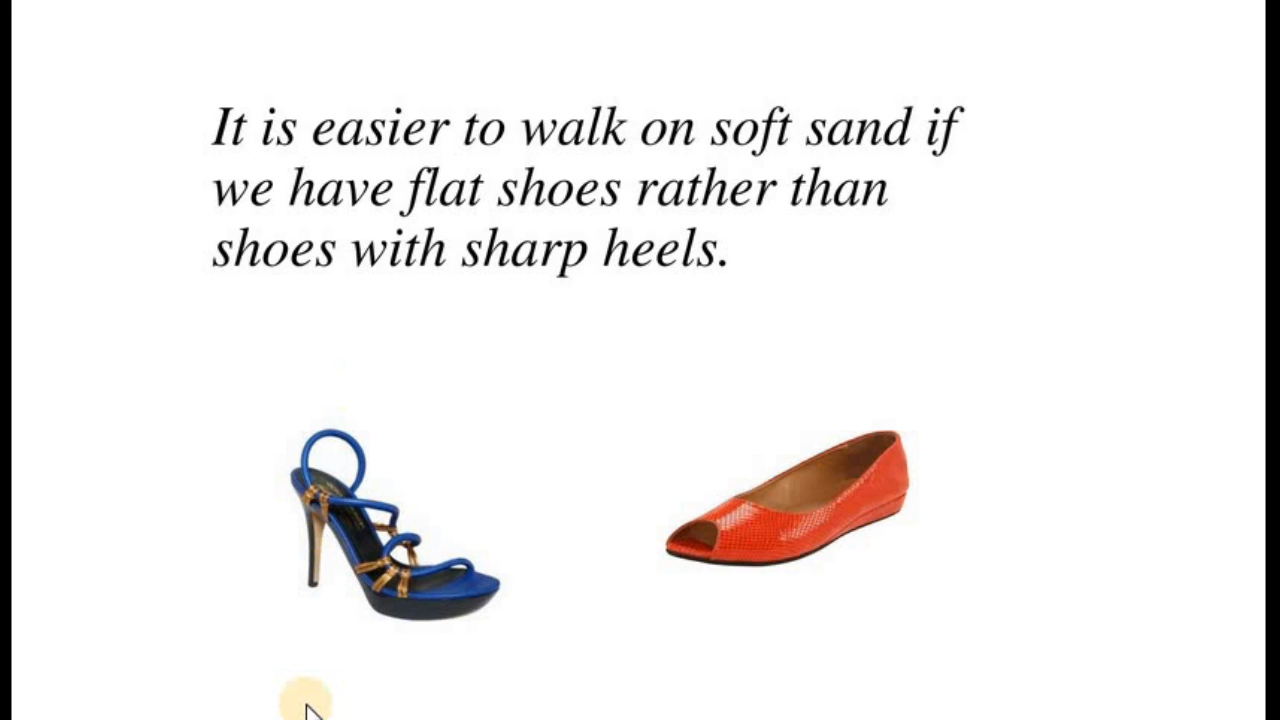 It is easier to walk on soft sand if
we have flat shoes rather than
shoes with sharp heels.